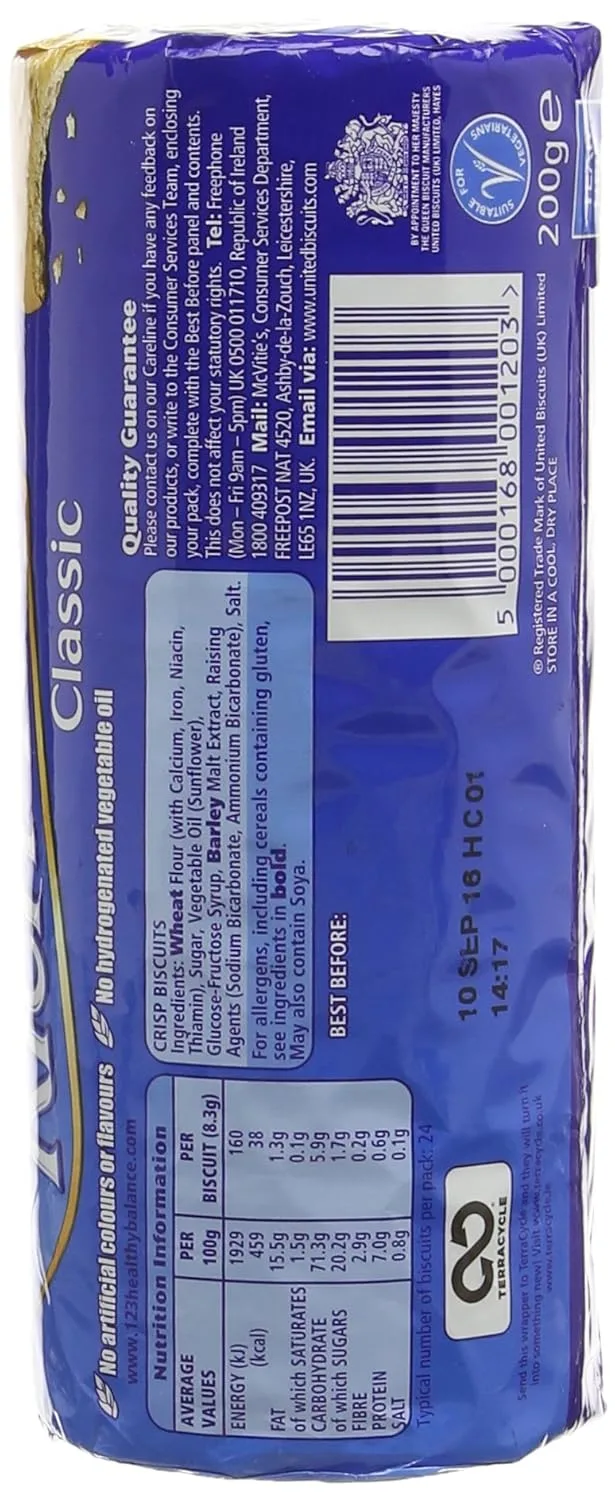 Classic
No artificial colours or flavours No hydrogenated vegetable oil
www.123healthybalance.com
Nutrition Information
AVERAGE VALUES PER 100g PER BISCUIT (8.3g)
ENERGY (kJ) 1929 160
(kcal) 459 38
FAT 15.5g 1.3g
of which SATURATES 1.5g 0.1g
CARBOHYDRATE 71.3g 5.9g
of which SUGARS 20.2g 1.7g
FIBRE 2.9g 0.2g
PROTEIN 7.0g 0.6g
SALT 0.8g 0.1g
Typical number of biscuits per pack: 24
TERRACYCLE
Send this wrapper to TerraCycle and they will turn it
into something new! Visit www.terracycle.co.uk
www.terracycle.ie
CRISP BISCUITS
Ingredients: Wheat Flour (with Calcium, Iron, Niacin,
Thiamin), Sugar, Vegetable Oil (Sunflower),
Glucose-Fructose Syrup, Barley Malt Extract, Raising
Agents (Sodium Bicarbonate, Ammonium Bicarbonate), Salt.
For allergens, including cereals containing gluten,
see ingredients in bold.
May also contain Soya.
BEST BEFORE:
10 SEP 16 HC 01
14:17
Quality Guarantee
Please contact us on our Careline if you have any feedback on
our products, or write to the Consumer Services Team, enclosing
your pack, complete with the Best Before panel and contents.
This does not affect your statutory rights. Tel: Freephone
(Mon – Fri 9am – 5pm) UK 0500 011710, Republic of Ireland
1800 409317 Mail: McVitie's, Consumer Services Department,
FREEPOST NAT 4520, Ashby-de-la-Zouch, Leicestershire,
LE65 1NZ, UK. Email via: www.unitedbiscuits.com
5 000168 001203 >
® Registered Trade Mark of United Biscuits (UK) Limited
STORE IN A COOL, DRY PLACE
BY APPOINTMENT TO HER MAJESTY
THE QUEEN BISCUIT MANUFACTURERS
UNITED BISCUITS (UK) LIMITED, HAYES
SUITABLE FOR VEGETARIANS
200g e